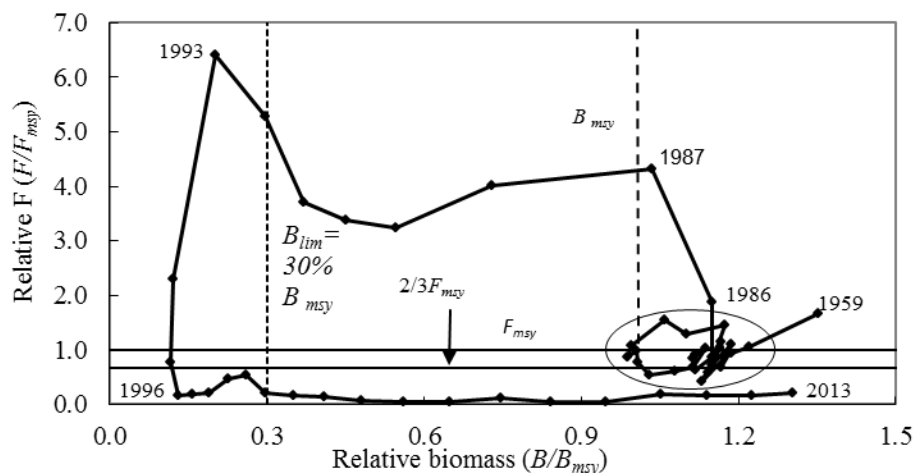 7.0
6.0
5.0
4.0
3.0
2.0
1.0
0.0
Relative F (F/Fmsy)
1993
B msy
1987
Blim=
30%
B msy
2/3Fmsy
Fmsy
1986
1959
1996
2013
0.0 0.3 0.6 0.9 1.2 1.5
Relative biomass (B/Bmsy)